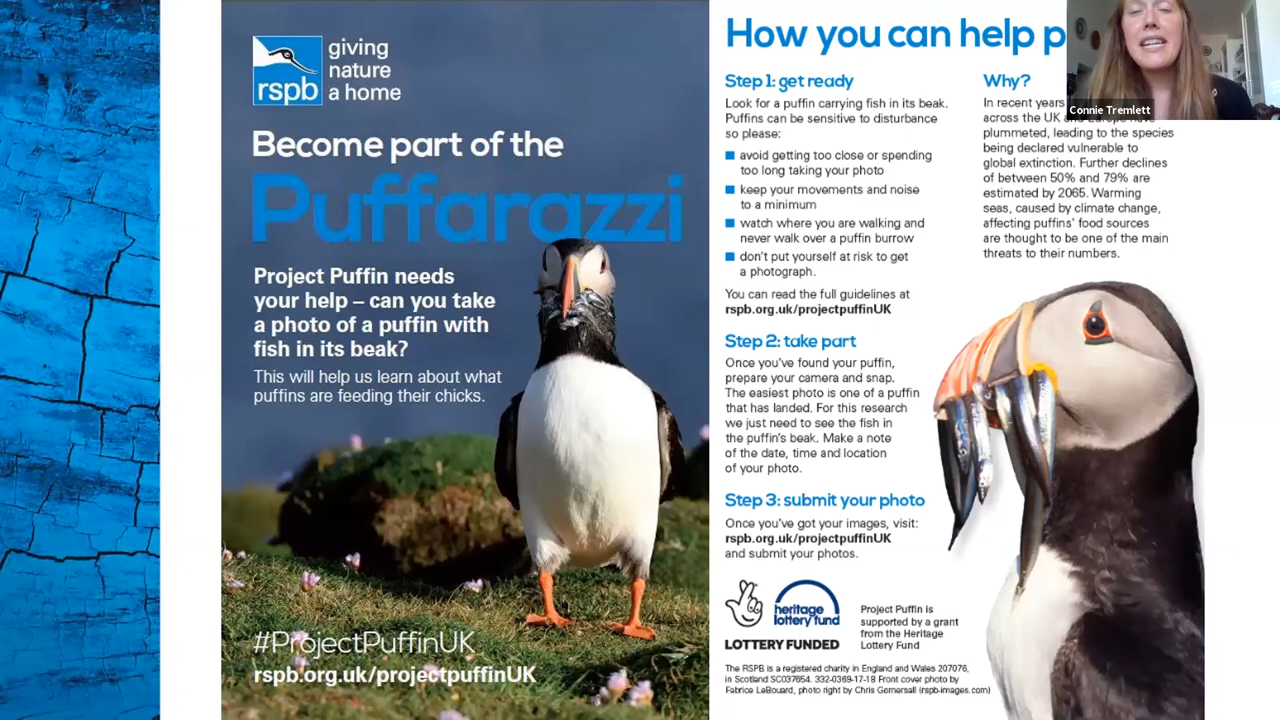 rspb
giving
nature
a home
Become part of the
Puffarazzi
Project Puffin needs
your help – can you take
a photo of a puffin with
fish in its beak?
This will help us learn about what
puffins are feeding their chicks.
#ProjectPuffinUK
rspb.org.uk/projectpuffinUK
How you can help p
Step 1: get ready
Look for a puffin carrying fish in its beak.
Puffins can be sensitive to disturbance
so please:
avoid getting too close or spending
too long taking your photo
keep your movements and noise
to a minimum
watch where you are walking and
never walk over a puffin burrow
don't put yourself at risk to get
a photograph.
You can read the full guidelines at
rspb.org.uk/projectpuffinUK
Step 2: take part
Once you've found your puffin,
prepare your camera and snap.
The easiest photo is one of a puffin
that has landed. For this research
we just need to see the fish in
the puffin's beak. Make a note
of the date, time and location
of your photo.
Step 3: submit your photo
Once you've got your images, visit:
rspb.org.uk/projectpuffinUK
and submit your photos.
heritage
lottery fund
LOTTERY FUNDED
Project Puffin is
supported by a grant
from the Heritage
Lottery Fund
The RSPB is a registered charity in England and Wales 207076,
in Scotland SC037654. 332-0369-17-18 Front cover photo by
Fabrice LeBouard, photo right by Chris Gomersall (rspb-images.com)
Why?
In recent years
across the UK and Europe have
plummeted, leading to the species
being declared vulnerable to
global extinction. Further declines
of between 50% and 79% are
estimated by 2065. Warming
seas, caused by climate change,
affecting puffins' food sources
are thought to be one of the main
threats to their numbers.
Connie Tremlett